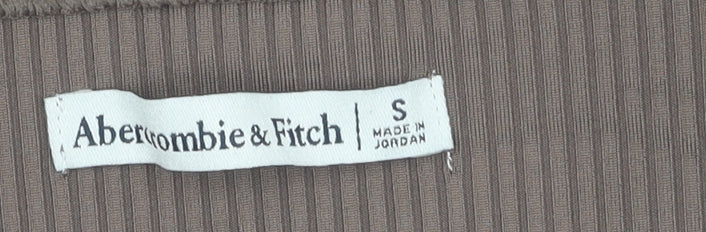 Abercrombie & Fitch | S
MADE IN
JORDAN